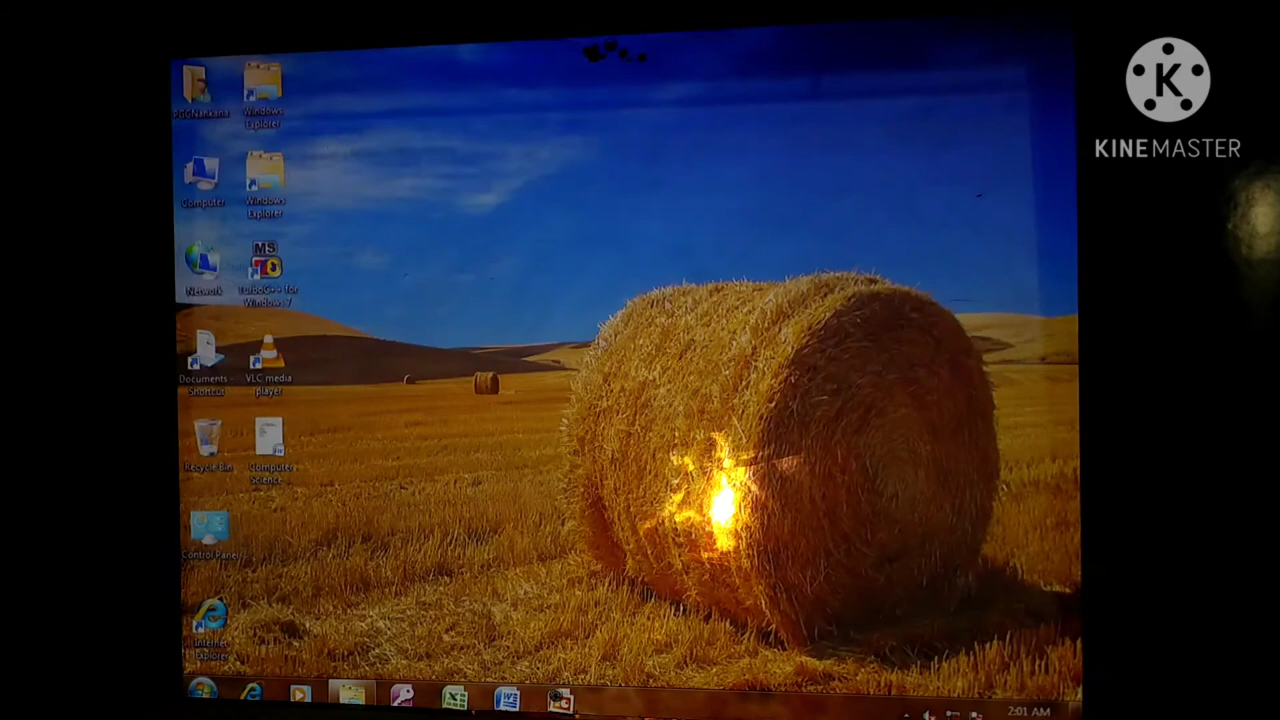 PGCNankana
Windows
Explorer
Computer
Windows
Explorer
Network
MS
TurboC++ for
Windows 7
Documents -
Shortcut
VLC media
player
Recycle Bin
Computer
Science
Control Panel
Internet
Explorer
2:01 AM
K
KINEMASTER